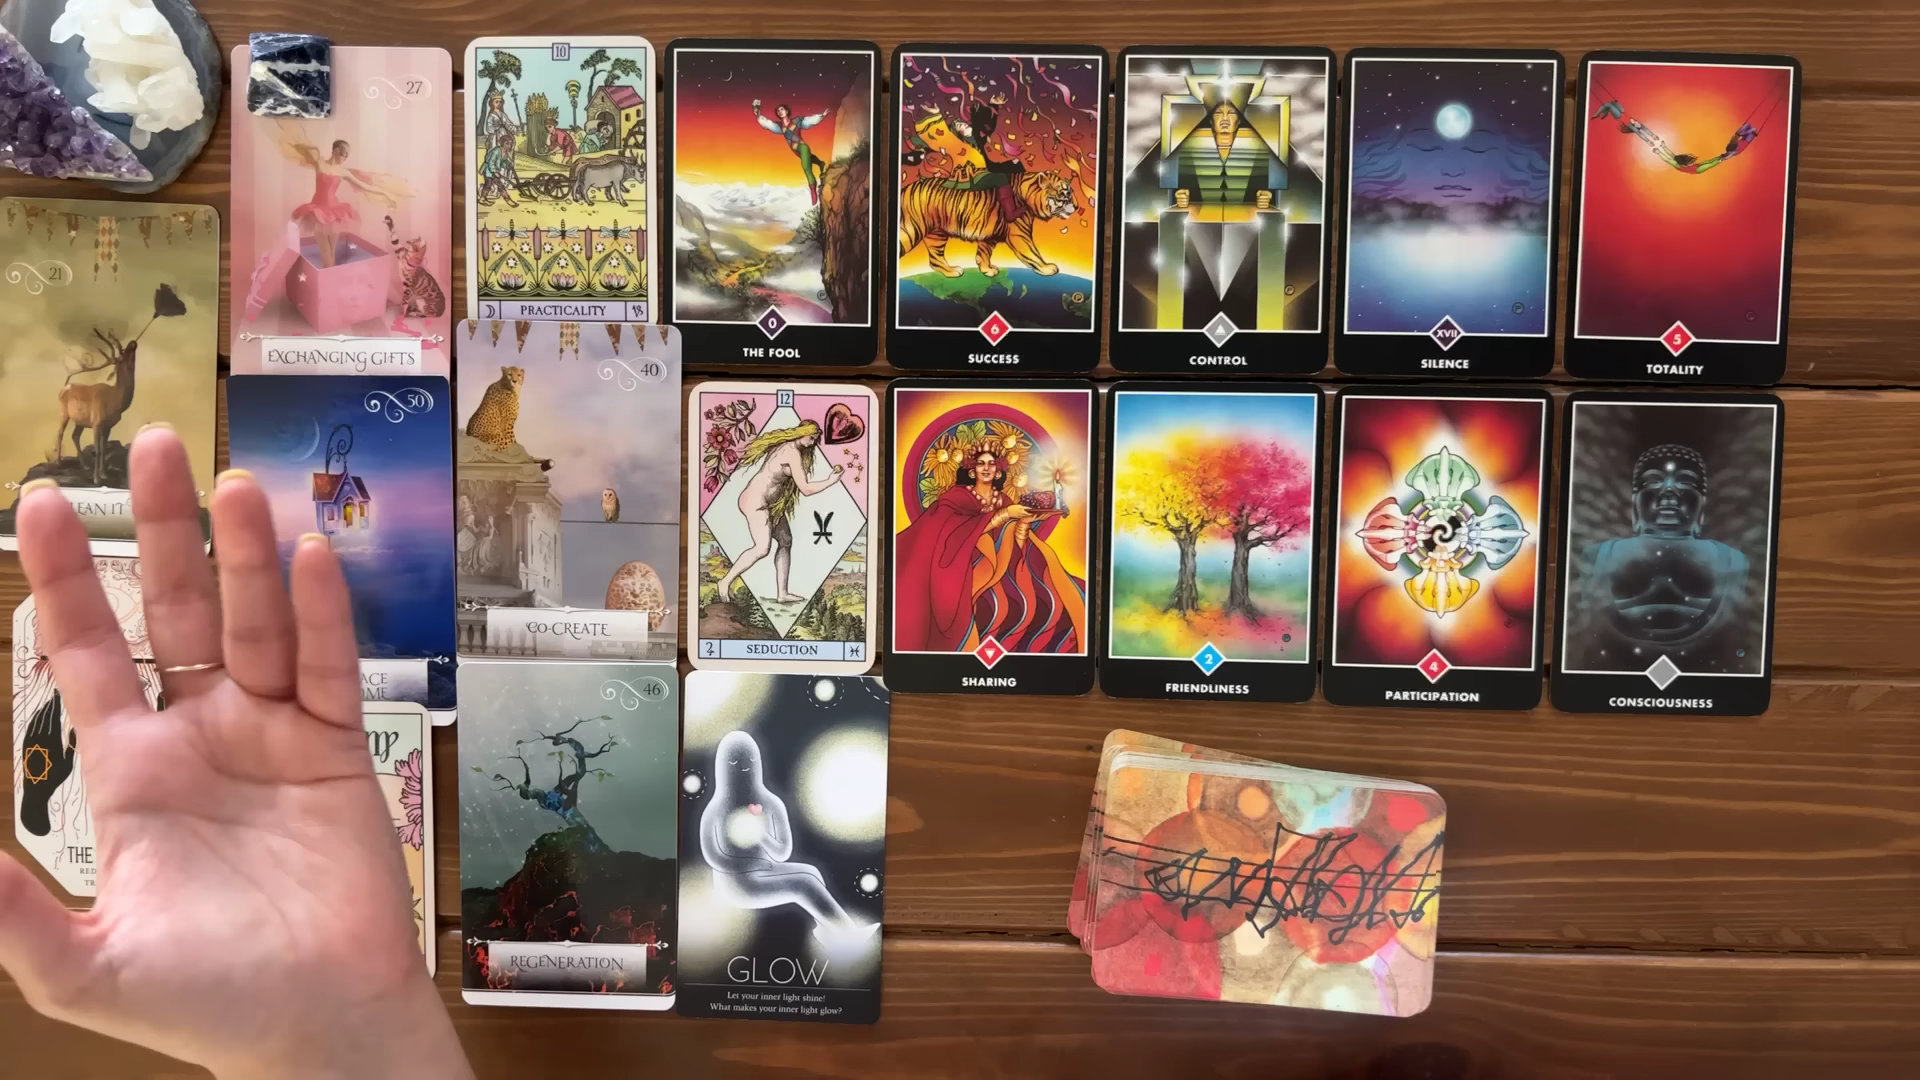 27
EXCHANGING GIFTS
10
PRACTICALITY
0
THE FOOL
6
SUCCESS
CONTROL
XVII
SILENCE
5
TOTALITY
21
50
40
CO-CREATE
12
SEDUCTION
SHARING
2
FRIENDLINESS
4
PARTICIPATION
CONSCIOUSNESS
THE
46
REGENERATION
GLOW
Let your inner light shine!
What makes your inner light glow?